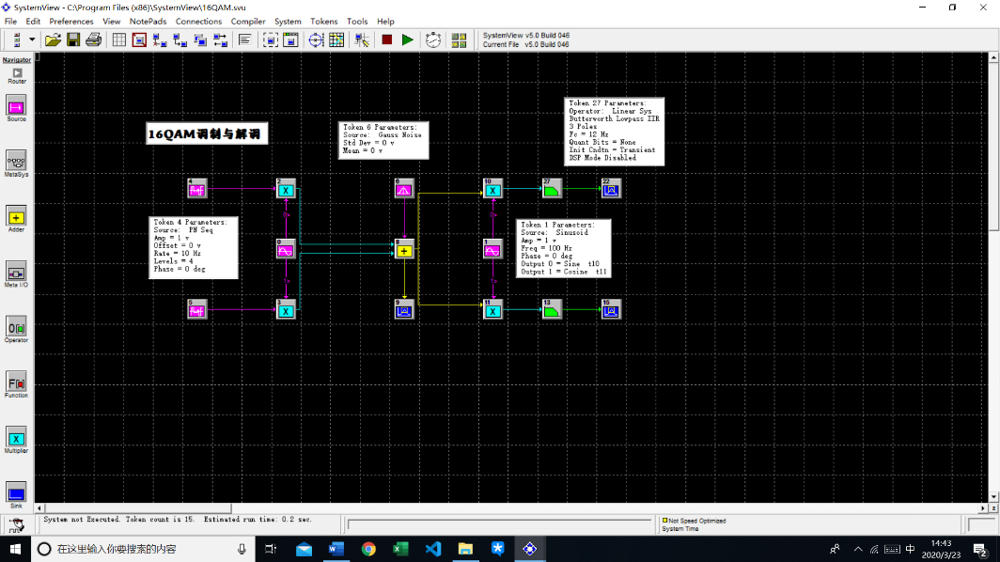 SystemView - C:\Program Files (x86)\SystemView\16QAM.svu
File Edit Preferences View NotePads Connections Compiler System Tokens Tools Help
SystemView v5.0 Build 046
Current File v5.0 Build 046
Navigator
Router
Source
MetaSys
Adder
Meta I/O
Operator
Function
Multiplier
Sink
16QAM调制与解调
Token 6 Parameters:
Source: Gauss Noise
Std Dev = 0 v
Mean = 0 v
Token 27 Parameters:
Operator: Linear Sys
Butterworth Lowpass IIR
3 Poles
Fc = 12 Hz
Quant Bits = None
Init Cndtn = Transient
DSP Mode Disabled
4 2 6 10 27 22
Token 4 Parameters:
Source: PN Seq
Amp = 1 v
Offset = 0 v
Rate = 10 Hz
Levels = 4
Phase = 0 deg
0 8 1
Token 1 Parameters:
Source: Sinusoid
Amp = 1 v
Freq = 100 Hz
Phase = 0 deg
Output 0 = Sine t10
Output 1 = Cosine t11
5 3 9 11 13 15
System not Executed. Token count is 15. Estimated run time: 0.2 sec.
Not Speed Optimized
System Time
在这里输入你要搜索的内容
中
14:43
2020/3/23
2